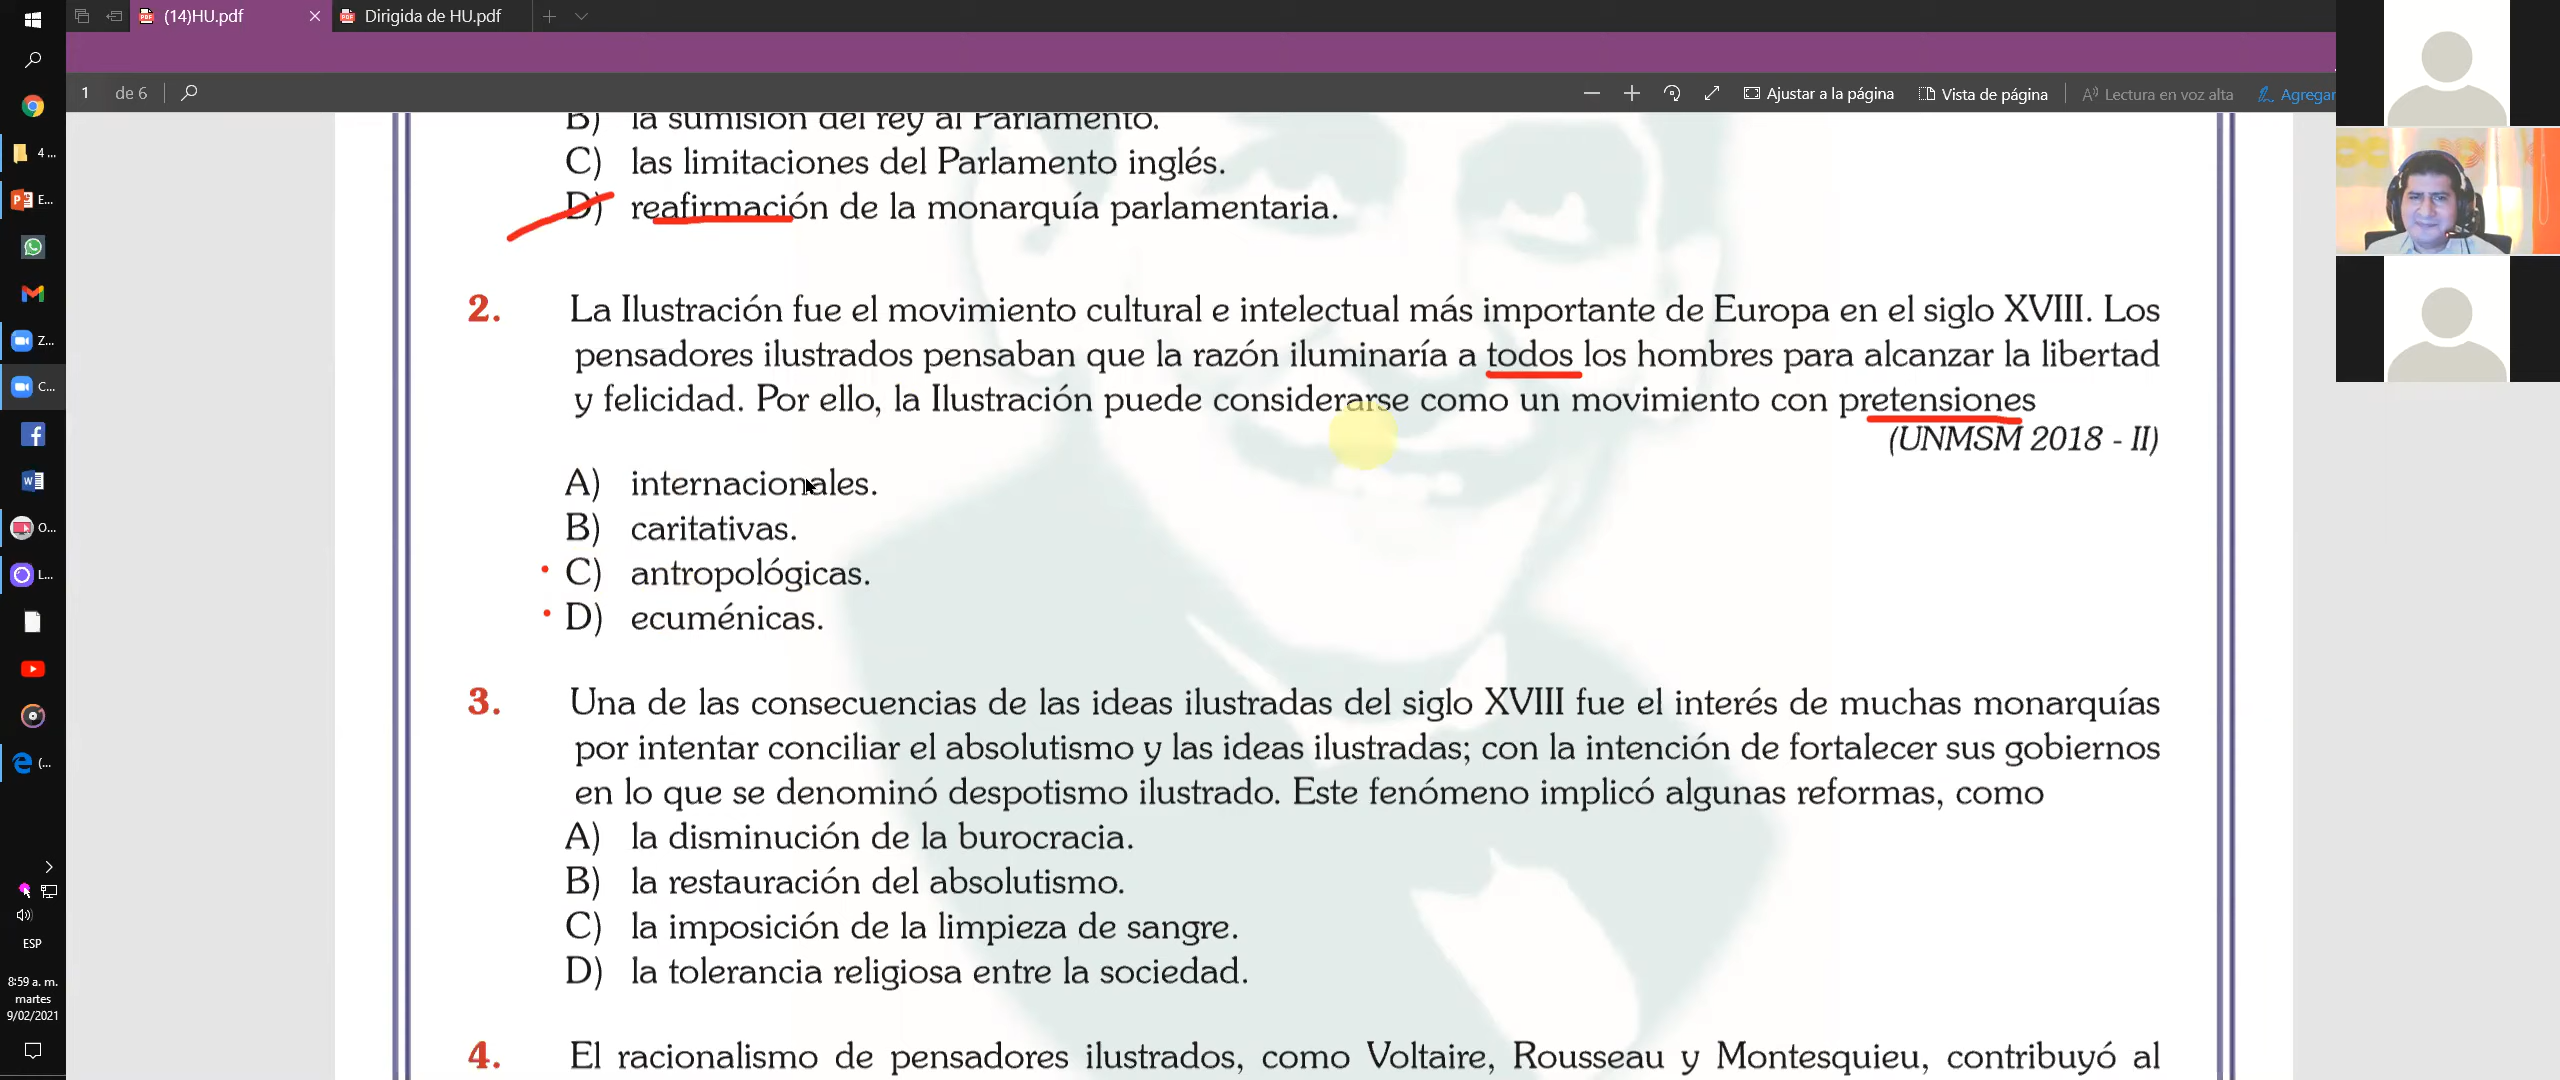 (14)HU.pdf
Dirigida de HU.pdf
1 de 6
Ajustar a la página
Vista de página
Lectura en voz alta
Agregar
B) la sumisión del rey al Parlamento.
C) las limitaciones del Parlamento inglés.
D) reafirmación de la monarquía parlamentaria.
2. La Ilustración fue el movimiento cultural e intelectual más importante de Europa en el siglo XVIII. Los
pensadores ilustrados pensaban que la razón iluminaría a todos los hombres para alcanzar la libertad
y felicidad. Por ello, la Ilustración puede considerarse como un movimiento con pretensiones
(UNMSM 2018 - II)
A) internacionales.
B) caritativas.
C) antropológicas.
D) ecuménicas.
3. Una de las consecuencias de las ideas ilustradas del siglo XVIII fue el interés de muchas monarquías
por intentar conciliar el absolutismo y las ideas ilustradas; con la intención de fortalecer sus gobiernos
en lo que se denominó despotismo ilustrado. Este fenómeno implicó algunas reformas, como
A) la disminución de la burocracia.
B) la restauración del absolutismo.
C) la imposición de la limpieza de sangre.
D) la tolerancia religiosa entre la sociedad.
4. El racionalismo de pensadores ilustrados, como Voltaire, Rousseau y Montesquieu, contribuyó al
4 ...
E...
Z...
C...
O...
L...
(...
ESP
8:59 a. m.
martes
9/02/2021